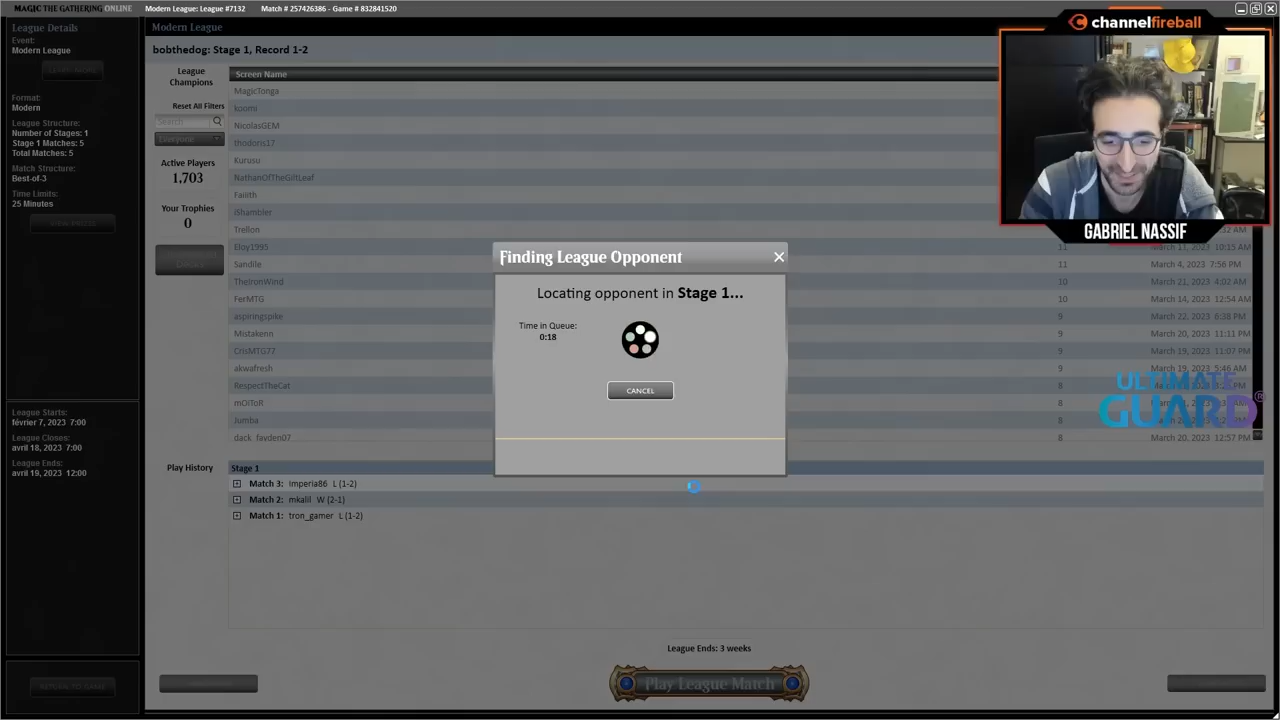 MAGIC THE GATHERING ONLINE
Modern League: League #7132
Match # 257426386 - Game # 832841520
League Details
Event:
Modern League
LEARN MORE
Format:
Modern
League Structure:
Number of Stages: 1
Stage 1 Matches: 5
Total Matches: 5
Match Structure:
Best-of-3
Time Limits:
25 Minutes
League Starts:
février 7, 2023 7:00
League Closes:
avril 18, 2023 7:00
League Ends:
avril 19, 2023 12:00
RETURN TO GAME
Modern League
bobthedog: Stage 1, Record 1-2
League
Champions
Reset All Filters
Search
Everyone
Active Players
1,703
Your Trophies
0
Details
Screen Name
MagicTonga
koomi
NicolasGEM
thodoris17
Kurusu
NathanOfTheGiltLeaf
Failith
iShambler
Trellon
Eloy1995 11 March 11, 2023 10:15 AM
Sandile 11 March 4, 2023 7:56 PM
TheIronWind 10 March 21, 2023 4:02 AM
FerMTG 10 March 14, 2023 12:54 AM
aspiringspike 9 March 22, 2023 6:38 PM
Mistakenn 9 March 20, 2023 11:11 PM
CrisMTG77 9 March 19, 2023 11:07 PM
akwafresh 9 March 19, 2023 5:46 AM
RespectTheCat 8
mOlToR 8
Jumba 8
dack_fayden07 8 March 20, 2023 12:57 PM
Finding League Opponent
Locating opponent in Stage 1...
Time in Queue:
0:18
CANCEL
Play History
Stage 1
Match 3: Imperia86 L (1-2)
Match 2: mkalil W (2-1)
Match 1: tron_gamer L (1-2)
League Ends: 3 weeks
Play League Match
channelfireball
GABRIEL NASSIF
ULTIMATE
GUARD®